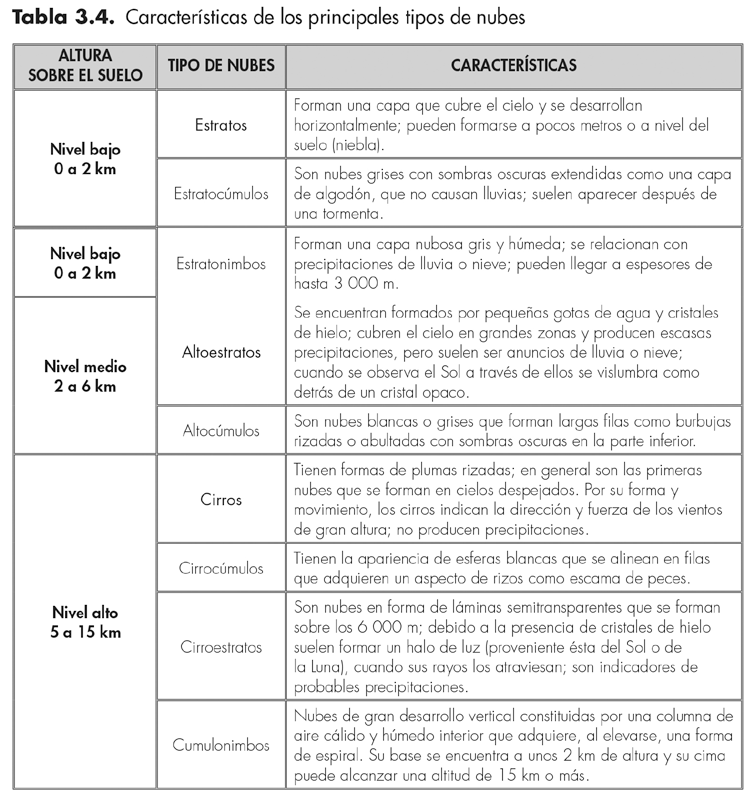 Tabla 3.4. Características de los principales tipos de nubes
ALTURA
SOBRE EL SUELO
TIPO DE NUBES
CARACTERÍSTICAS
Nivel bajo
0 a 2 km
Estratos
Forman una capa que cubre el cielo y se desarrollan
horizontalmente; pueden formarse a pocos metros o a nivel del
suelo (niebla).
Estratocúmulos
Son nubes grises con sombras oscuras extendidas como una capa
de algodón, que no causan lluvias; suelen aparecer después de
una tormenta.
Nivel bajo
0 a 2 km
Estratonimbos
Forman una capa nubosa gris y húmeda; se relacionan con
precipitaciones de lluvia o nieve; pueden llegar a espesores de
hasta 3 000 m.
Nivel medio
2 a 6 km
Altoestratos
Se encuentran formados por pequeñas gotas de agua y cristales
de hielo; cubren el cielo en grandes zonas y producen escasas
precipitaciones, pero suelen ser anuncios de lluvia o nieve;
cuando se observa el Sol a través de ellos se vislumbra como
detrás de un cristal opaco.
Altocúmulos
Son nubes blancas o grises que forman largas filas como burbujas
rizadas o abultadas con sombras oscuras en la parte inferior.
Nivel alto
5 a 15 km
Cirros
Tienen formas de plumas rizadas; en general son las primeras
nubes que se forman en cielos despejados. Por su forma y
movimiento, los cirros indican la dirección y fuerza de los vientos
de gran altura; no producen precipitaciones.
Cirrocúmulos
Tienen la apariencia de esferas blancas que se alinean en filas
que adquieren un aspecto de rizos como escama de peces.
Cirroestratos
Son nubes en forma de láminas semitransparentes que se forman
sobre los 6 000 m; debido a la presencia de cristales de hielo
suelen formar un halo de luz (proveniente ésta del Sol o de
la Luna), cuando sus rayos los atraviesan; son indicadores de
probables precipitaciones.
Cumulonimbos
Nubes de gran desarrollo vertical constituidas por una columna de
aire cálido y húmedo interior que adquiere, al elevarse, una forma
de espiral. Su base se encuentra a unos 2 km de altura y su cima
puede alcanzar una altitud de 15 km o más.